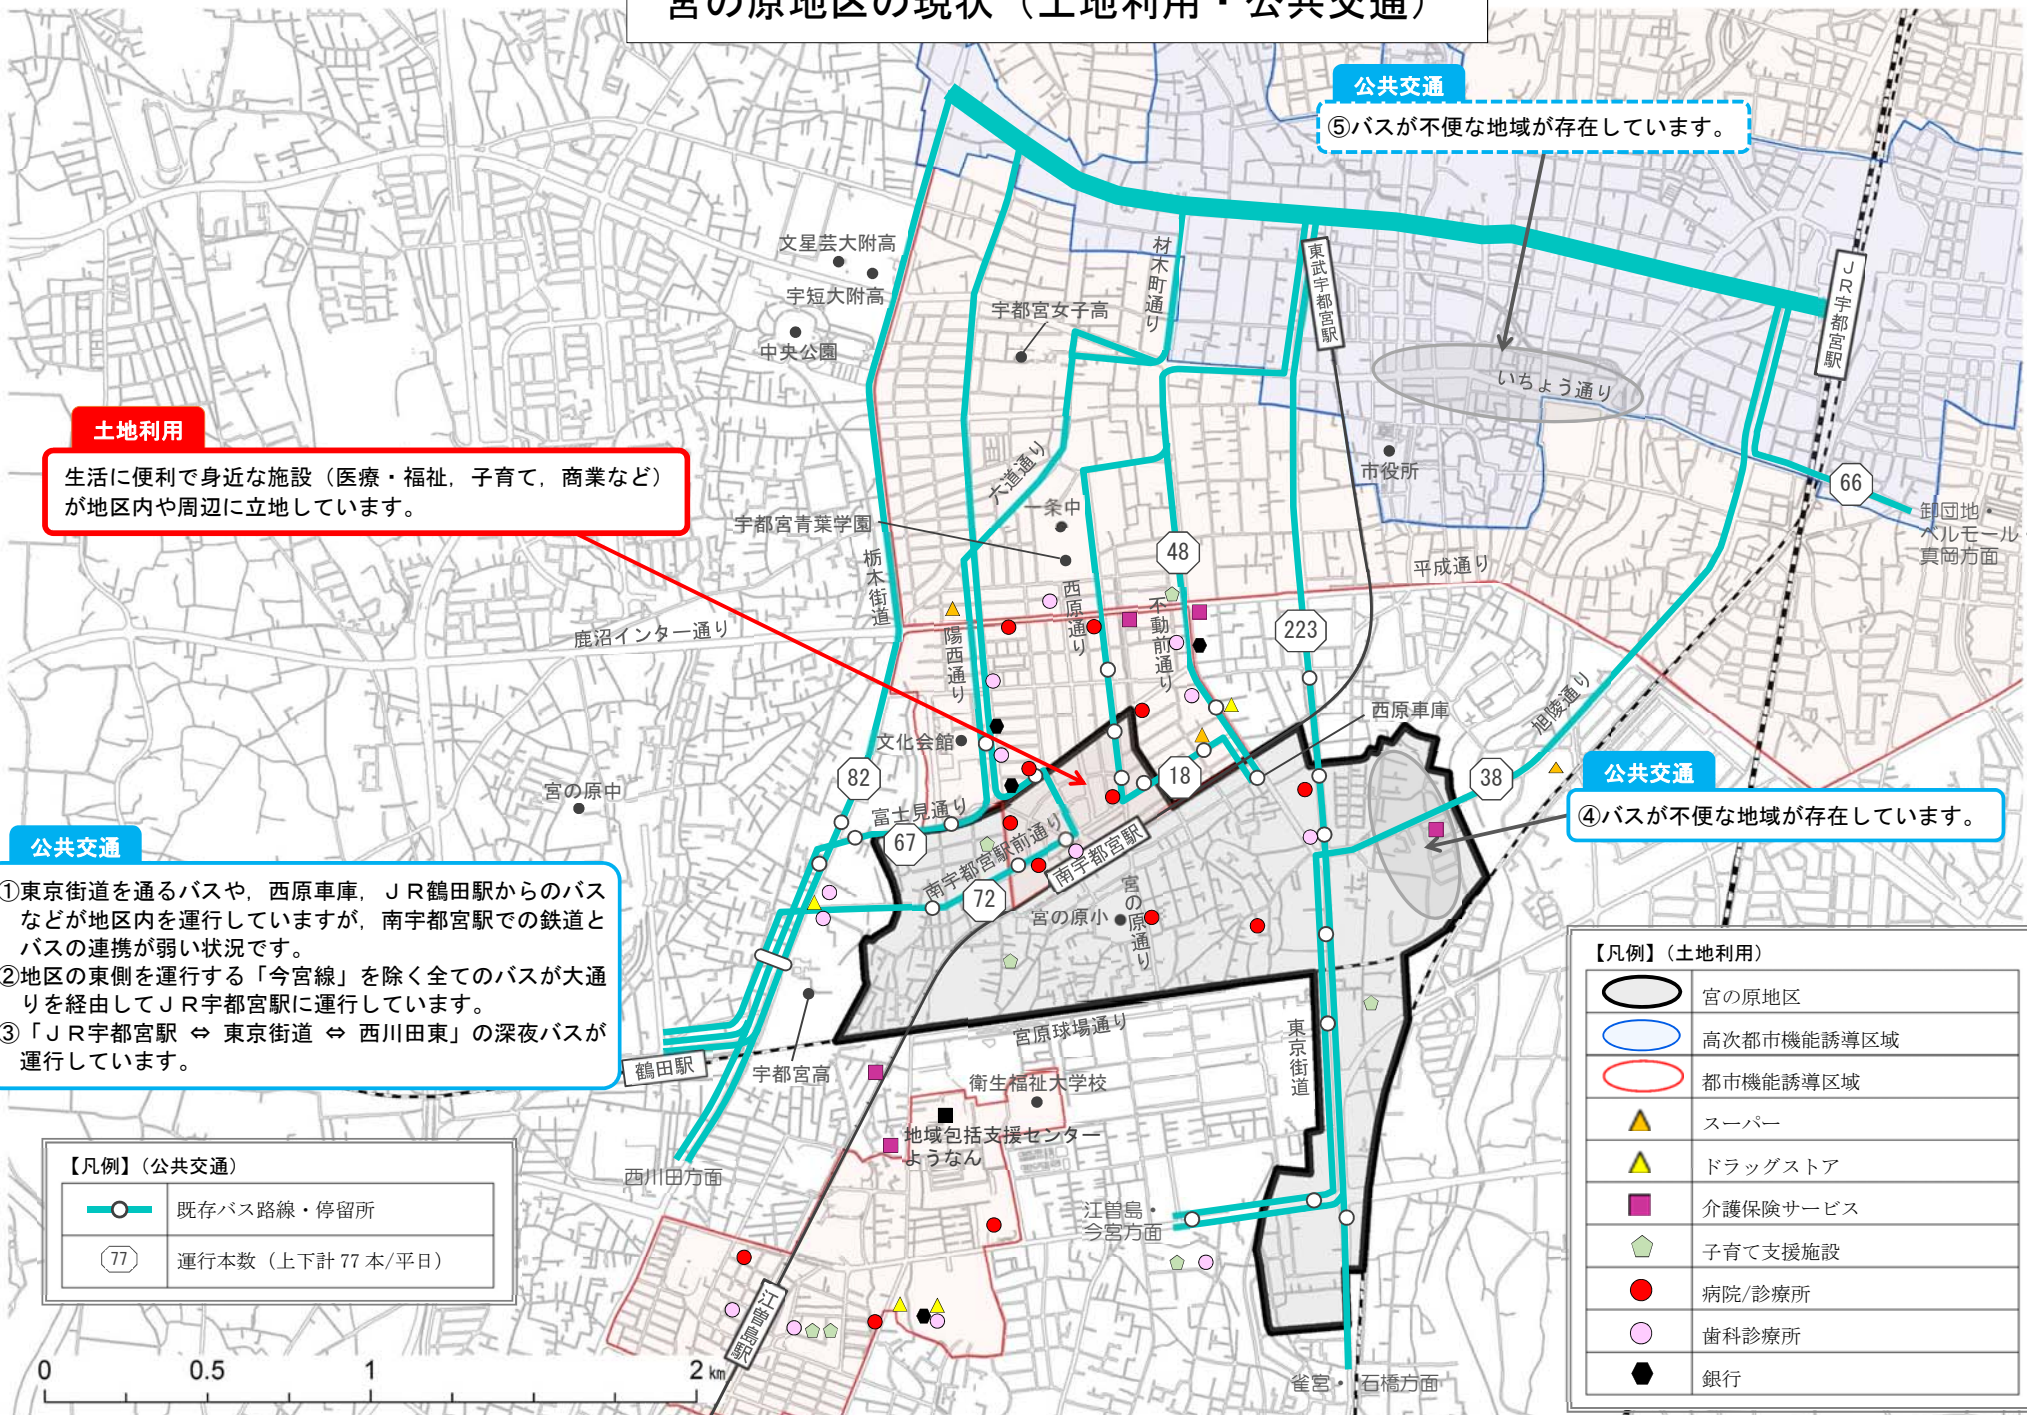 宮の原地区の現状（土地利用・公共交通）
公共交通
⑤バスが不便な地域が存在しています。
文星芸大附高
宇短大附高
中央公園
宇都宮女子高
材木町通り
東武宇都宮駅
ＪＲ宇都宮駅
いちょう通り
市役所
66
卸団地・
ベルモール・
真岡方面
土地利用
生活に便利で身近な施設（医療・福祉，子育て，商業など）
が地区内や周辺に立地しています。
六道通り
一条中
宇都宮青葉学園
48
栃木街道
西原通り
不動前通り
平成通り
223
鹿沼インター通り
陽西通り
旭陵通り
西原車庫
文化会館
82
18
38
宮の原中
富士見通り
67
南宇都宮駅前通り
南宇都宮駅
72
宮の原小
宮の原通り
公共交通
④バスが不便な地域が存在しています。
公共交通
①東京街道を通るバスや，西原車庫，ＪＲ鶴田駅からのバス
などが地区内を運行していますが，南宇都宮駅での鉄道と
バスの連携が弱い状況です。
②地区の東側を運行する「今宮線」を除く全てのバスが大通
りを経由してＪＲ宇都宮駅に運行しています。
③「ＪＲ宇都宮駅 ⇔ 東京街道 ⇔ 西川田東」の深夜バスが
運行しています。
宮原球場通り
東京街道
鶴田駅
宇都宮高
衛生福祉大学校
地域包括支援センター
ようなん
西川田方面
江曽島・
今宮方面
江曽島駅
雀宮・石橋方面
【凡例】（公共交通）
既存バス路線・停留所
77 運行本数（上下計 77 本/平日）
0 0.5 1 2 km
【凡例】（土地利用）
宮の原地区
高次都市機能誘導区域
都市機能誘導区域
スーパー
ドラッグストア
介護保険サービス
子育て支援施設
病院/診療所
歯科診療所
銀行